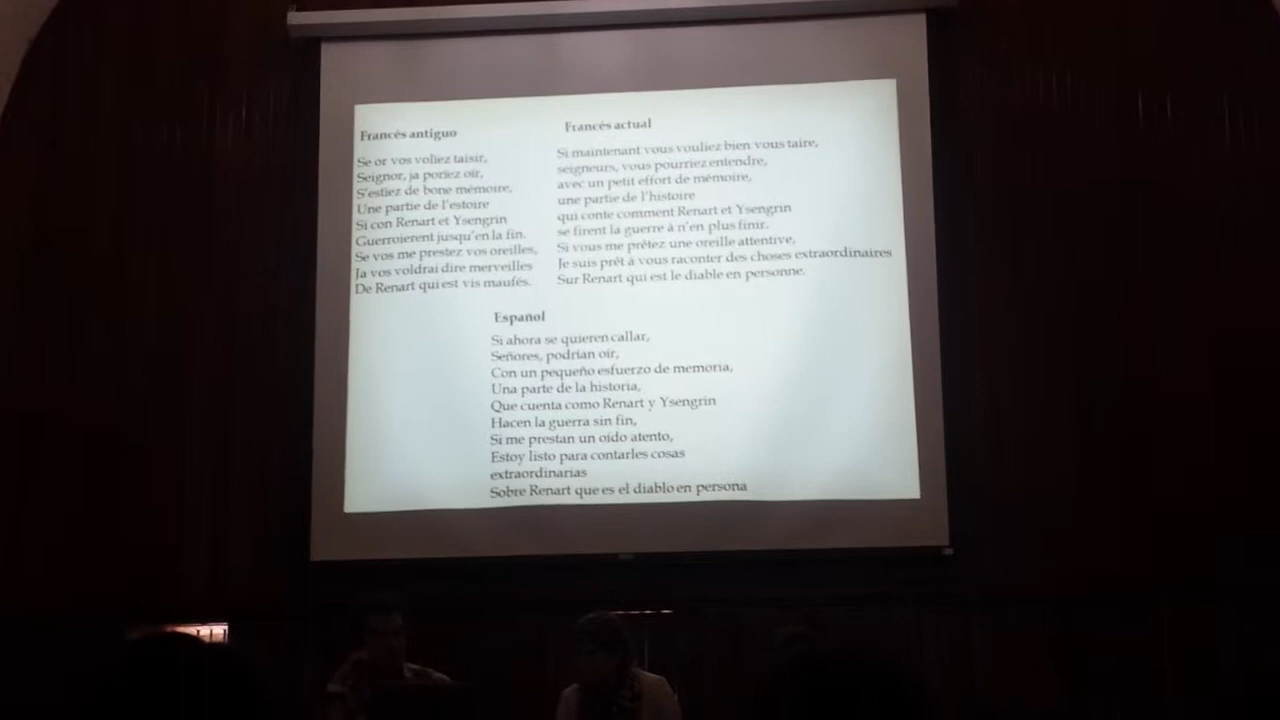 Francés antiguo
Se or vos voliez taisir,
Seignor, ja poriez oïr,
S'estiez de bone mémoire,
Une partie de l'estoire
Si con Renart et Ysengrin
Guerroierent jusqu'en la fin.
Se vos me prestez vos oreilles,
Ja vos voldrai dire merveilles
De Renart qui est vis maufés.
Francés actual
Si maintenant vous vouliez bien vous taire,
seigneurs, vous pourriez entendre,
avec un petit effort de mémoire,
une partie de l'histoire
qui conte comment Renart et Ysengrin
se firent la guerre à n'en plus finir.
Si vous me prêtez une oreille attentive,
Je suis prêt à vous raconter des choses extraordinaires
Sur Renart qui est le diable en personne.
Español
Si ahora se quieren callar,
Señores, podrían oír,
Con un pequeño esfuerzo de memoria,
Una parte de la historia,
Que cuenta como Renart y Ysengrin
Hacen la guerra sin fin,
Si me prestan un oído atento,
Estoy listo para contarles cosas
extraordinarias
Sobre Renart que es el diablo en persona